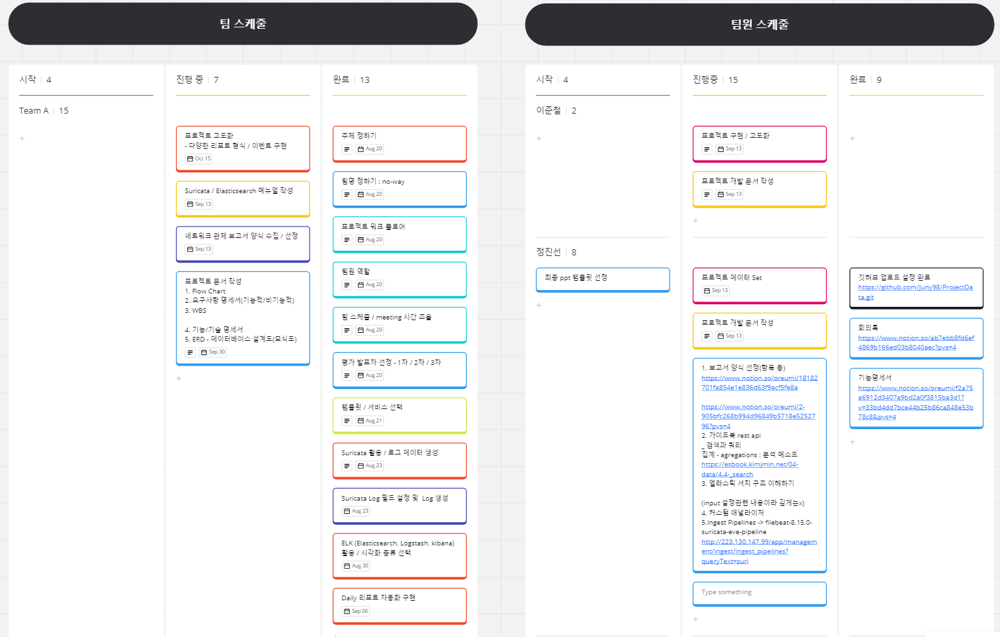 팀 스케줄
시작 4
진행 중 7
완료 13
Team A 15
프로젝트 고도화
- 다양한 리포트 형식 / 이벤트 구현
Oct 15
Suricata / Elasticsearch 메뉴얼 작성
Sep 13
네트워크 관제 보고서 양식 수집 / 선정
Sep 13
프로젝트 문서 작성
1. Flow Chart
2. 요구사항 명세서(기능적/비기능적)
3. WBS
4. 기능/기술 명세서
5. ERD - 데이터베이스 설계도(모식도)
Sep 30
주제 정하기
Aug 20
팀명 정하기 : no-way
Aug 20
프로젝트 워크 플로어
Aug 20
팀원 역할
Aug 20
팀 스케쥴 / meeting 시간 조율
Aug 20
평가 발표자 선정 - 1차 / 2차 / 3차
Aug 20
템플릿 / 서비스 선택
Aug 21
Suricata 활용 / 로그 데이터 생성
Aug 23
Suricata Log 필드 설정 및 Log 생성
Aug 23
ELK (Elasticsearch, Logstash, kibana)
활용 / 시각화 종류 선택
Aug 30
Daily 리포트 자동화 구현
Sep 06
팀원 스케줄
시작 4
진행중 15
완료 9
이준철 2
프로젝트 구현 / 고도화
Sep 13
프로젝트 개발 문서 작성
Sep 13
정진선 8
최종 ppt 템플릿 선정
프로젝트 데이터 Set
Sep 13
프로젝트 개발 문서 작성
Sep 13
1. 보고서 양식 선정(항목 등)
https://www.notion.so/oreumi/18182
701fa854e1e836d63f9acf5fe8a
https://www.notion.so/oreumi/2-
905bfc268b994d96849b5718e52527
96?pvs=4
2. 가이드북 rest api
_ 검색과 쿼리
집계 - agregations : 분석 메소드
https://esbook.kimjmin.net/04-
data/4.4-_search
3. 엘라스틱 서치 구조 이해하기
(input 설정관련 내용이라 깊게는x)
4. 커스텀 애널라이저
5.Ingest Pipelines -> filebeat-8.15.0-
suricata-eve-pipeline
http://223.130.147.99/app/managem
ent/ingest/ingest_pipelines?
queryText=suri
Type something
깃허브 업로드 설정 완료
https://github.com/Juny98/ProjectDa
ta.git
회의록
https://www.notion.so/ab7ebb8fd6ef
4869b166ed03b8040aec?pvs=4
기능명세서
https://www.notion.so/oreumi/f2a75
a6912d3407a9bd2a0f3815ba3d1?
v=33bd4dd7bce44b25b86ca848e53b
78c8&pvs=4